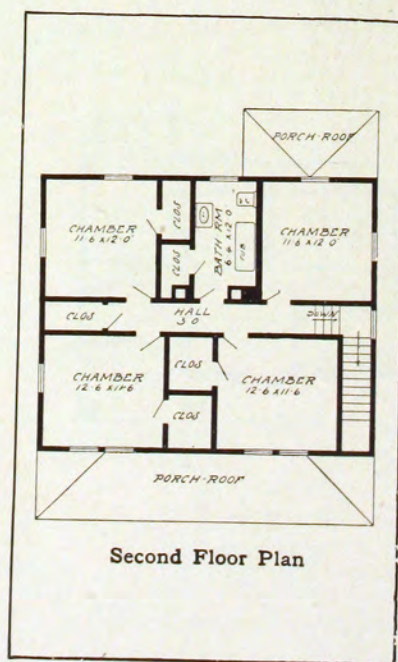 PORCH-ROOF
CHAMBER
11-6 X 12-0
CLOS
CLOS
BATH RM.
6-4 X 12-0
W.C.
TUB
CHAMBER
11-6 X 12-0
CLOS
HALL
3-0
DOWN
CHAMBER
12-6 X 11-6
CLOS
CLOS
CHAMBER
12-6 X 11-6
PORCH-ROOF
Second Floor Plan